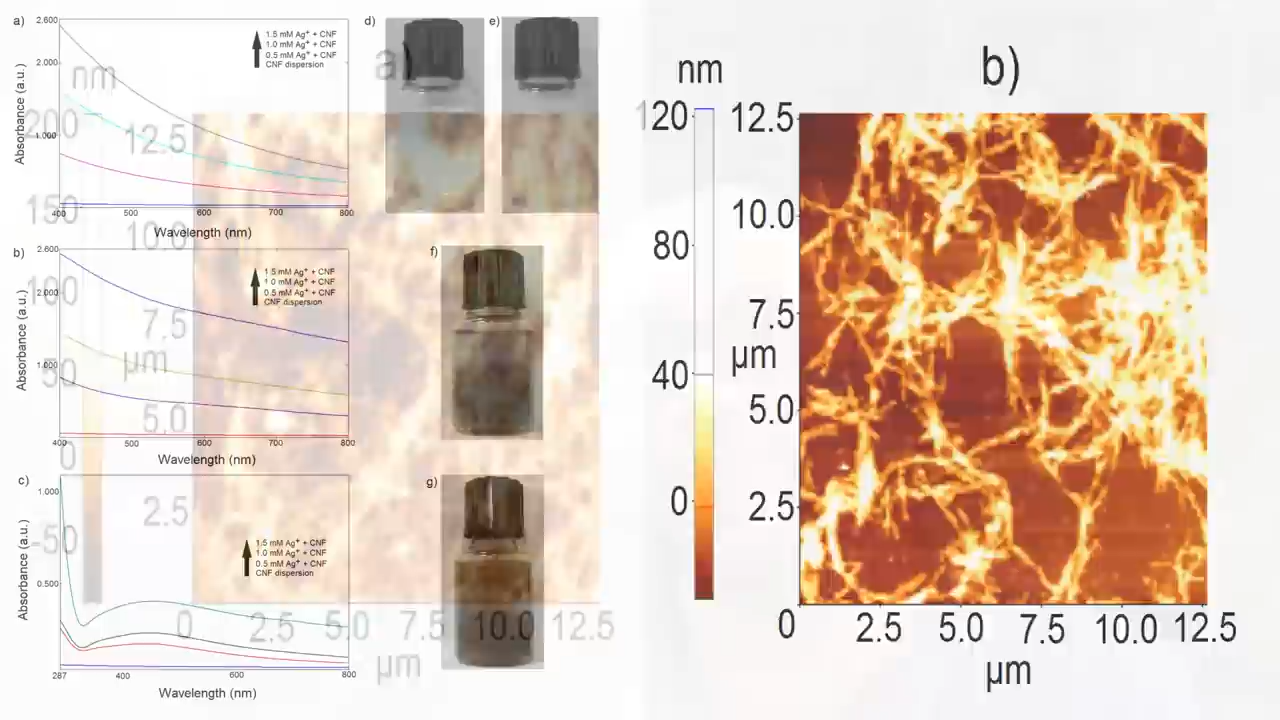 a)
2.600
2.000
1.000
400
500
600
700
800
Absorbance (a.u.)
Wavelength (nm)
1.5 mM Ag⁺ + CNF
1.0 mM Ag⁺ + CNF
0.5 mM Ag⁺ + CNF
CNF dispersion
d)
e)
b)
2.600
2.000
1.000
400
500
600
700
800
Absorbance (a.u.)
Wavelength (nm)
1.5 mM Ag⁺ + CNF
1.0 mM Ag⁺ + CNF
0.5 mM Ag⁺ + CNF
CNF dispersion
f)
c)
1.000
0.500
287
400
600
800
Absorbance (a.u.)
Wavelength (nm)
1.5 mM Ag⁺ + CNF
1.0 mM Ag⁺ + CNF
0.5 mM Ag⁺ + CNF
CNF dispersion
g)
a)
nm
200
150
100
50
0
-50
12.5
10.0
7.5
µm
5.0
2.5
0
2.5
5.0
7.5
10.0
12.5
µm
b)
nm
120
80
40
0
12.5
10.0
7.5
µm
5.0
2.5
0
2.5
5.0
7.5
10.0
12.5
µm